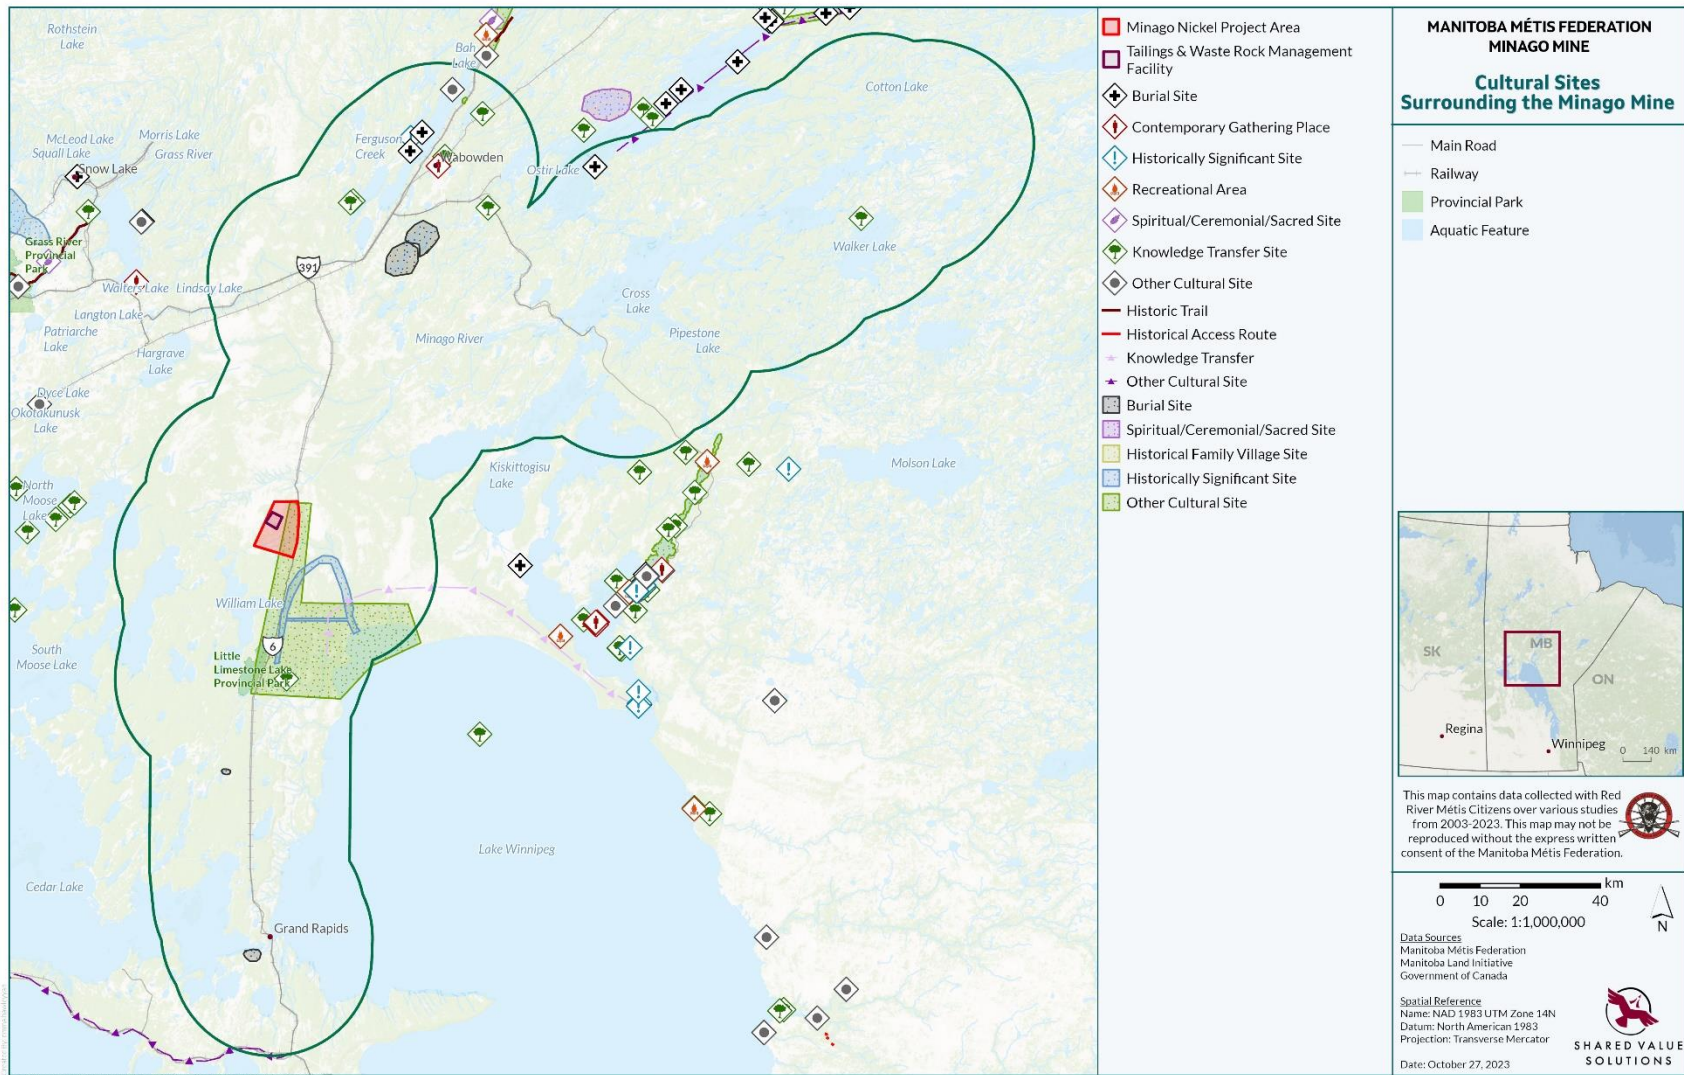 Rothstein
Lake
Bah
Lake
Cotton Lake
McLeod Lake
Morris Lake
Squall Lake
Grass River
Ferguson
Creek
Wabowden
Snow Lake
Ostir Lake
Walker Lake
Grass River
Provincial
Park
391
Walters Lake
Lindsay Lake
Langton Lake
Cross
Lake
Patriarche
Lake
Minago River
Pipestone
Lake
Hargrave
Lake
Dyce Lake
Okotakunusk
Lake
Kiskittogisu
Lake
Molson Lake
North
Moose
Lake
William Lake
6
South
Moose Lake
Little
Limestone Lake
Provincial Park
Lake Winnipeg
Cedar Lake
Grand Rapids
Minago Nickel Project Area
Tailings & Waste Rock Management
Facility
Burial Site
Contemporary Gathering Place
Historically Significant Site
Recreational Area
Spiritual/Ceremonial/Sacred Site
Knowledge Transfer Site
Other Cultural Site
Historic Trail
Historical Access Route
Knowledge Transfer
Other Cultural Site
Burial Site
Spiritual/Ceremonial/Sacred Site
Historical Family Village Site
Historically Significant Site
Other Cultural Site
MANITOBA MÉTIS FEDERATION
MINAGO MINE
Cultural Sites
Surrounding the Minago Mine
Main Road
Railway
Provincial Park
Aquatic Feature
SK
MB
ON
Regina
Winnipeg
0 140 km
This map contains data collected with Red
River Métis Citizens over various studies
from 2003-2023. This map may not be
reproduced without the express written
consent of the Manitoba Métis Federation.
km
0 10 20 40
Scale: 1:1,000,000
N
Data Sources
Manitoba Métis Federation
Manitoba Land Initiative
Government of Canada
Spatial Reference
Name: NAD 1983 UTM Zone 14N
Datum: North American 1983
Projection: Transverse Mercator
Date: October 27, 2023
SHARED VALUE
SOLUTIONS